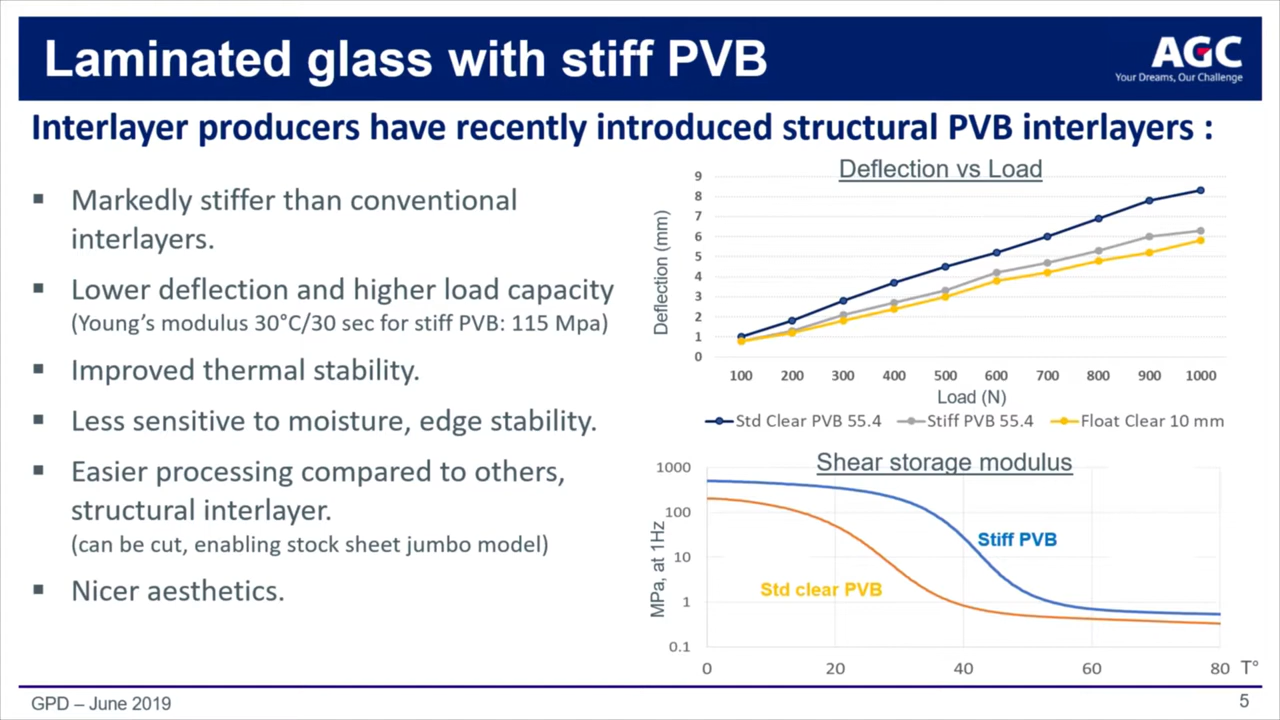 Laminated glass with stiff PVB
AGC
Your Dreams, Our Challenge
Interlayer producers have recently introduced structural PVB interlayers :
▪ Markedly stiffer than conventional
interlayers.
▪ Lower deflection and higher load capacity
(Young's modulus 30°C/30 sec for stiff PVB: 115 Mpa)
▪ Improved thermal stability.
▪ Less sensitive to moisture, edge stability.
▪ Easier processing compared to others,
structural interlayer.
(can be cut, enabling stock sheet jumbo model)
▪ Nicer aesthetics.
Deflection vs Load
Deflection (mm)
9
8
7
6
5
4
3
2
1
0
100 200 300 400 500 600 700 800 900 1000
Load (N)
Std Clear PVB 55.4 Stiff PVB 55.4 Float Clear 10 mm
Shear storage modulus
MPa, at 1Hz
1000
100
10
1
0.1
Stiff PVB
Std clear PVB
0 20 40 60 80 T°
GPD – June 2019
5